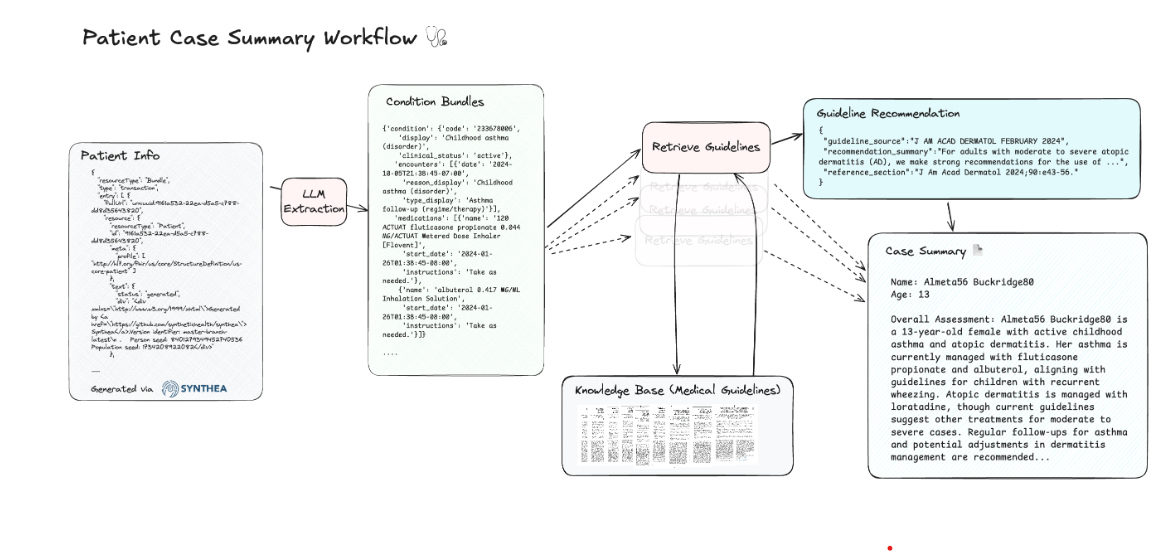 Patient Case Summary Workflow
Patient Info
{
"resourceType": "Bundle",
"type": "transaction",
"entry": [ {
"resource": {
"resourceType": "Patient",
"meta": {
"profile": [
"text": {
"status": "generated",
Generated via SYNTHEA
LLM
Extraction
Condition Bundles
{'condition': {'code': '233678006',
'display': 'Childhood asthma
(disorder)',
'clinical_status': 'active'},
'encounters': [{'date': '2024-
10-05T21:38:45-07:00',
'reason_display': 'Childhood
asthma (disorder)',
'type_display': 'Asthma
follow-up (regime/therapy)'}],
'medications': [{'name': '120
ACTUAT fluticasone propionate 0.044
MG/ACTUAT Metered Dose Inhaler
[Flovent]',
'start_date': '2024-01-
26T01:38:45-08:00',
'instructions': 'Take as
needed.'},
{'name': 'albuterol 0.417 MG/ML
Inhalation Solution',
'start_date': '2024-01-
26T01:38:45-08:00',
'instructions': 'Take as
needed.'}]}
....
Retrieve Guidelines
Retrieve Guidelines
Retrieve Guidelines
Retrieve Guidelines
Knowledge Base (Medical Guidelines)
Guideline Recommendation
{
"guideline_source":"J AM ACAD DERMATOL FEBRUARY 2024",
"recommendation_summary":"For adults with moderate to severe atopic
dermatitis (AD), we make strong recommendations for the use of ...",
"reference_section":"J Am Acad Dermatol 2024;90:e43-56."
}
Case Summary
Name: Almeta56 Buckridge80
Age: 13
Overall Assessment: Almeta56 Buckridge80 is
a 13-year-old female with active childhood
asthma and atopic dermatitis. Her asthma is
currently managed with fluticasone
propionate and albuterol, aligning with
guidelines for children with recurrent
wheezing. Atopic dermatitis is managed with
loratadine, though current guidelines
suggest other treatments for moderate to
severe cases. Regular follow-ups for asthma
and potential adjustments in dermatitis
management are recommended...